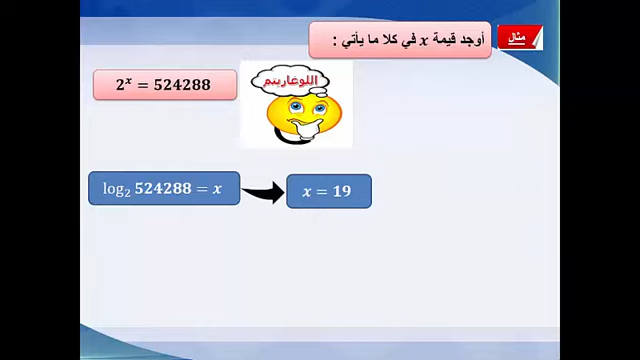 مثال
أوجد قيمة x في كلا ما يأتي :
2^x = 524288
اللوغاريتم
log₂ 524288 = x
x = 19